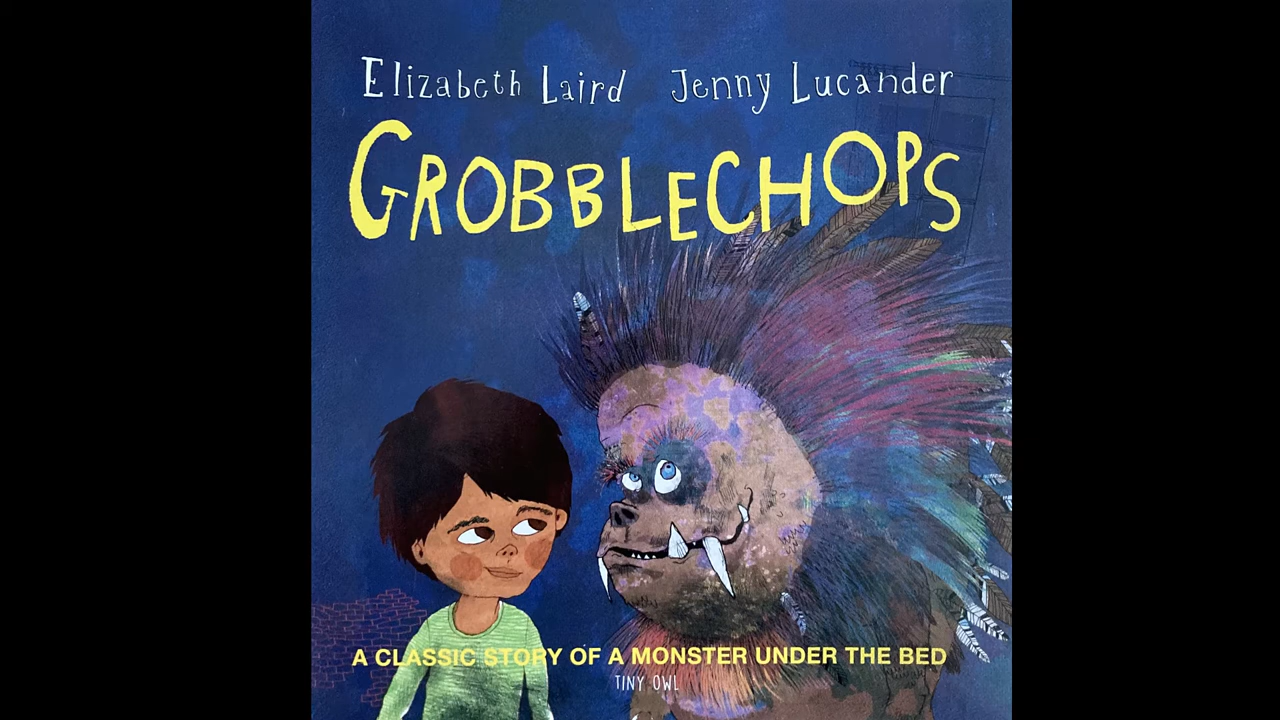 Elizabeth Laird Jenny Lucander
GROBBLECHOPS
A CLASSIC STORY OF A MONSTER UNDER THE BED
TINY OWL